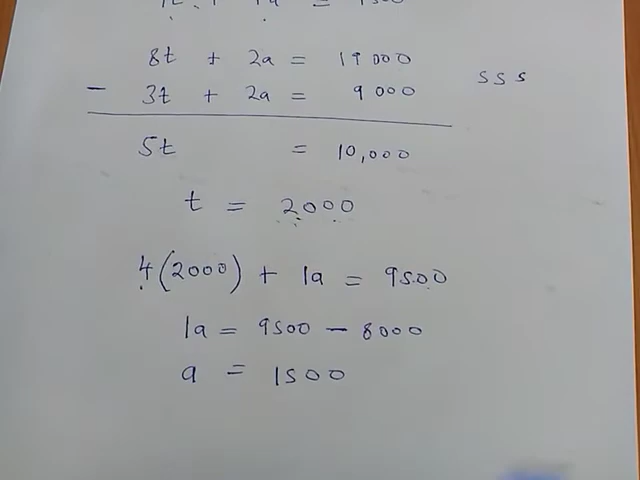 8t + 2a = 19000
- 3t + 2a = 9000
SSS
5t = 10,000
t = 2000
4(2000) + 1a = 9500
1a = 9500 - 8000
a = 1500